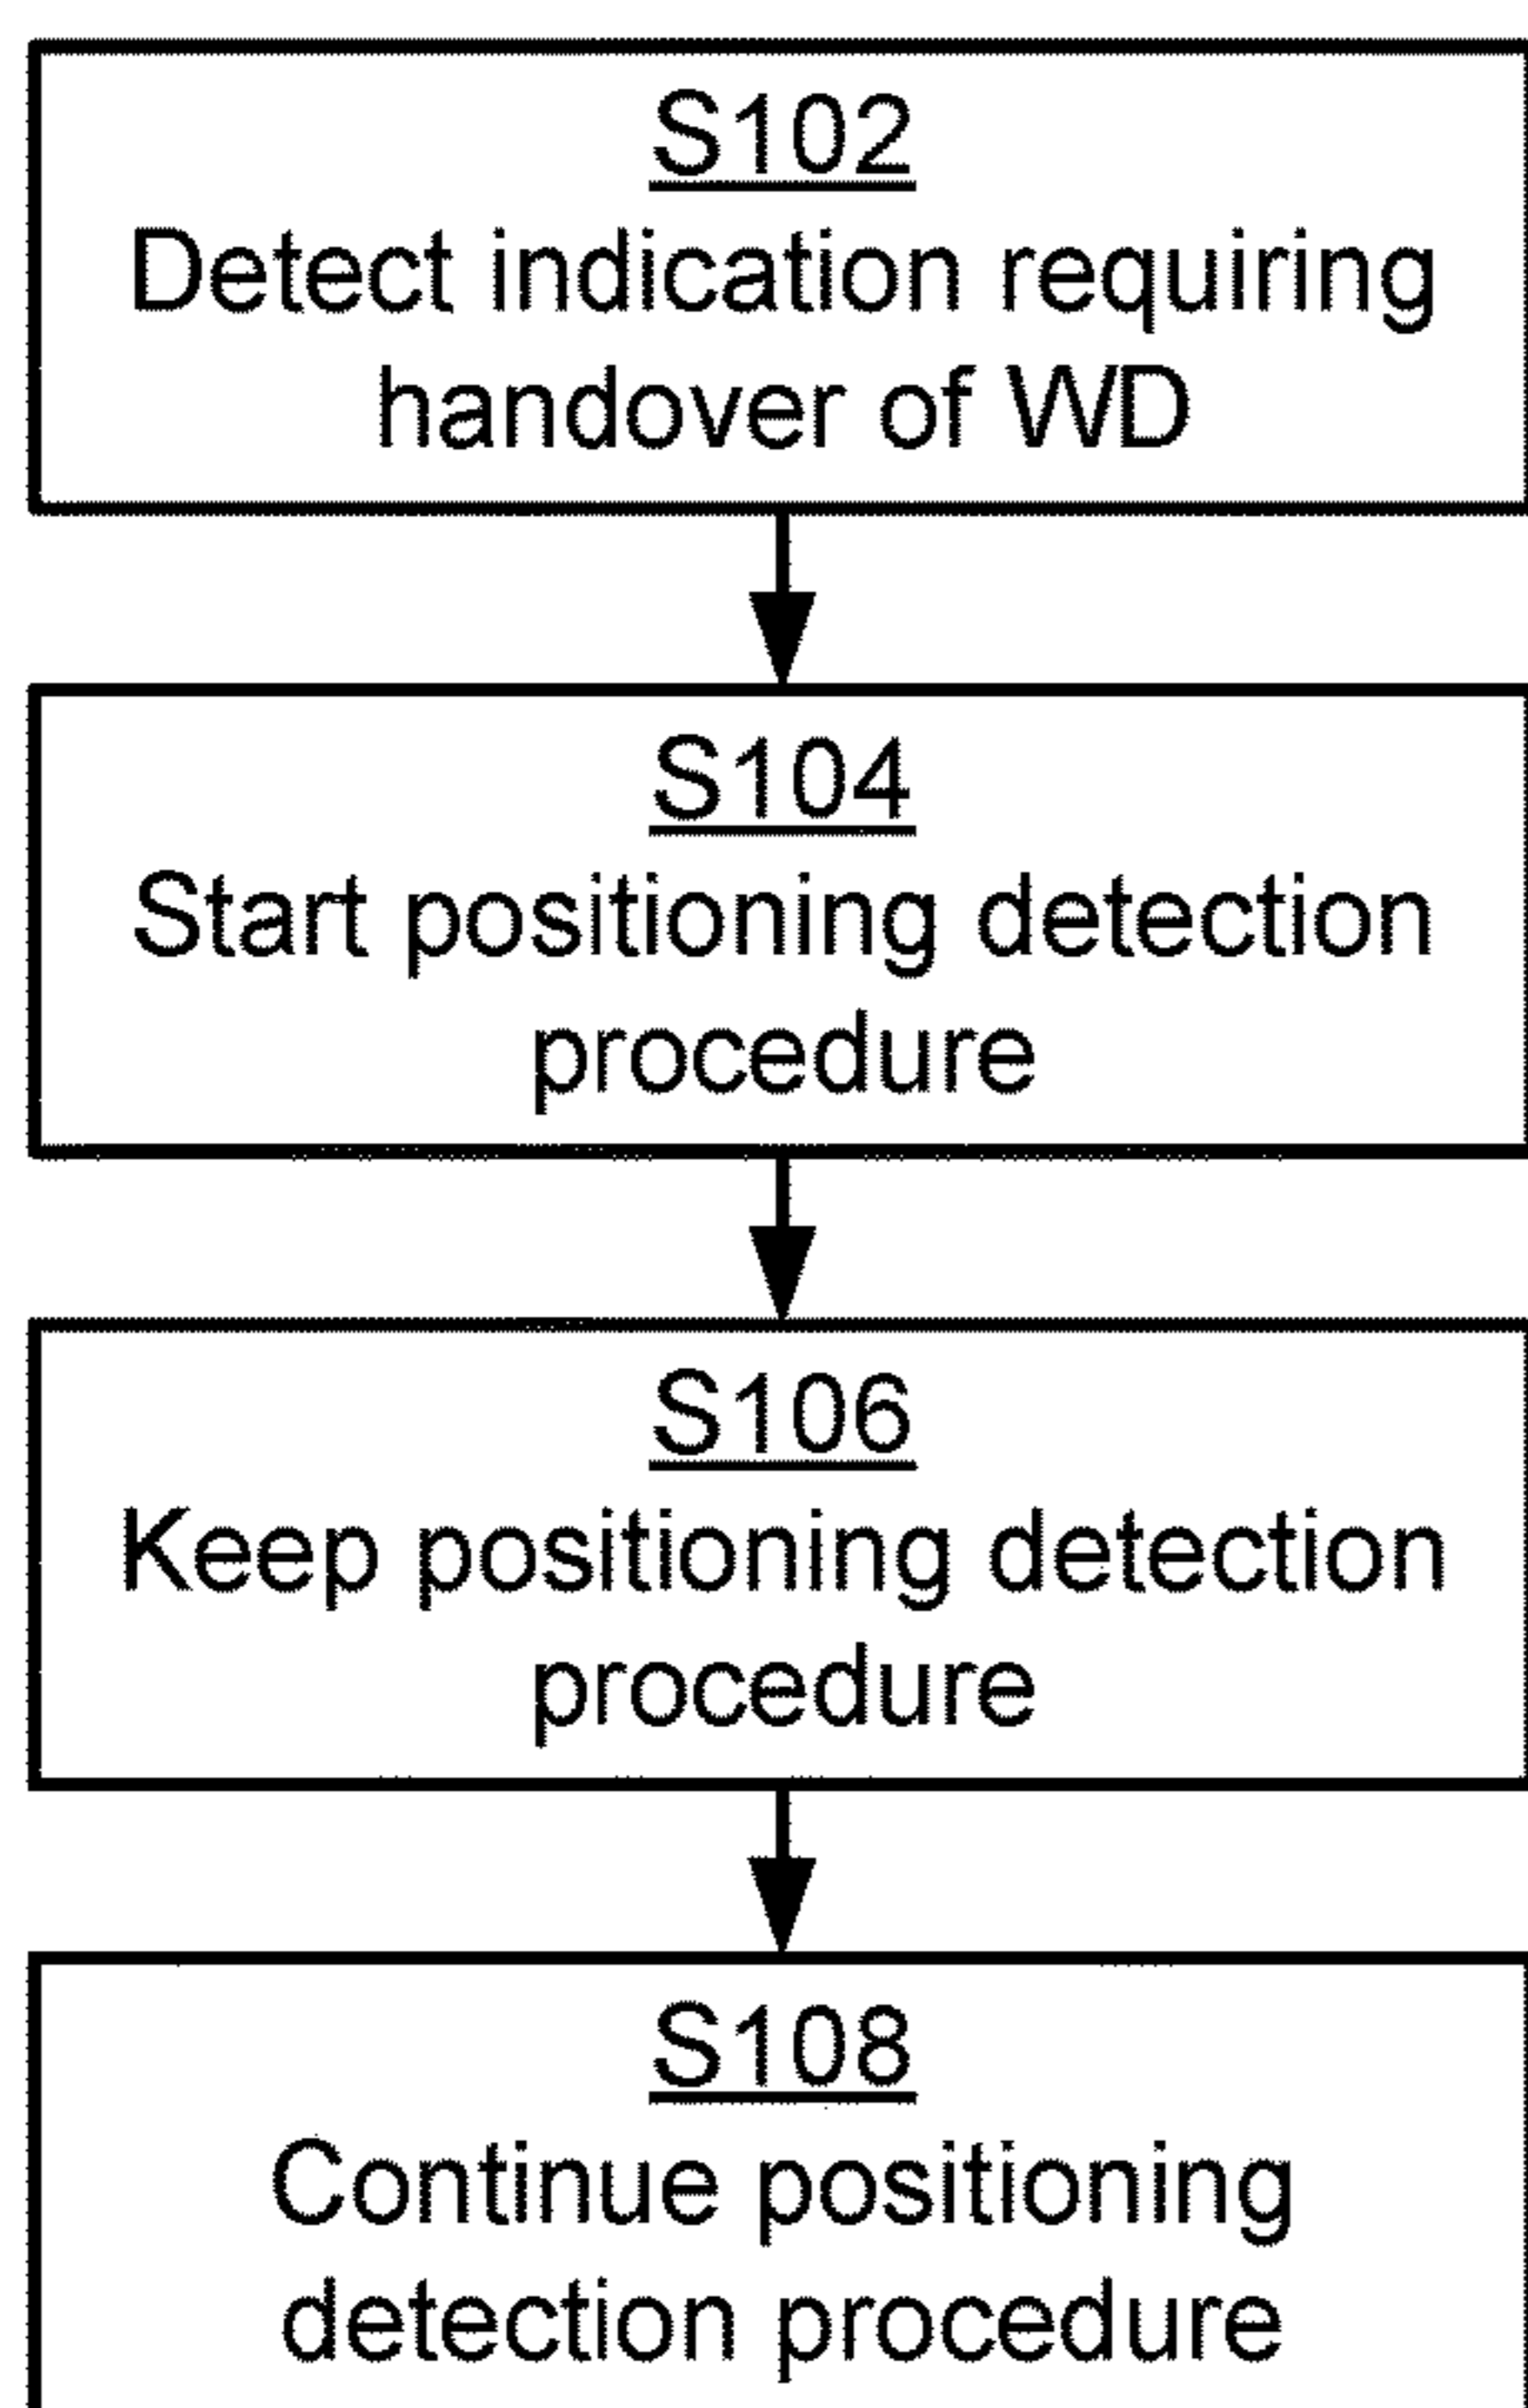 S102
Detect indication requiring
handover of WD
S104
Start positioning detection
procedure
S106
Keep positioning detection
procedure
S108
Continue positioning
detection procedure